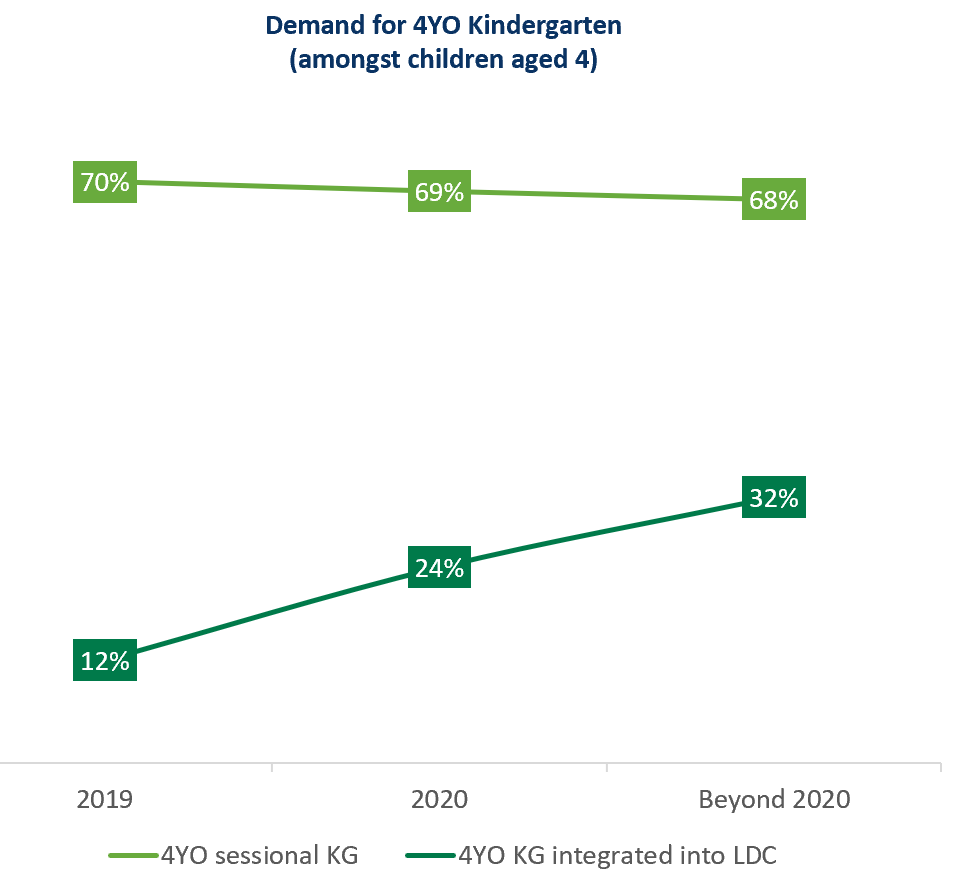 Demand for 4YO Kindergarten
(amongst children aged 4)
70%
69%
68%
32%
24%
12%
2019
2020
Beyond 2020
4YO sessional KG
4YO KG integrated into LDC